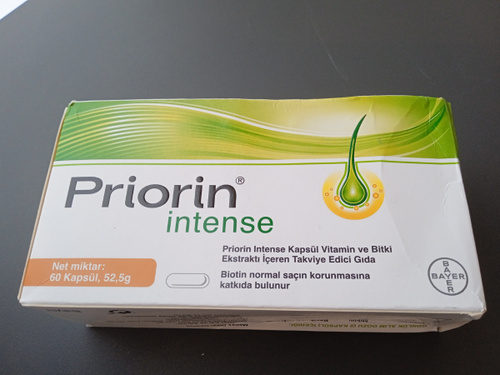 Priorin®
intense
Priorin Intense Kapsül Vitamin ve Bitki
Ekstraktı İçeren Takviye Edici Gıda
Net miktar:
60 Kapsül, 52,5g
Biotin normal saçın korunmasına
katkıda bulunur
BAYER
BAYER